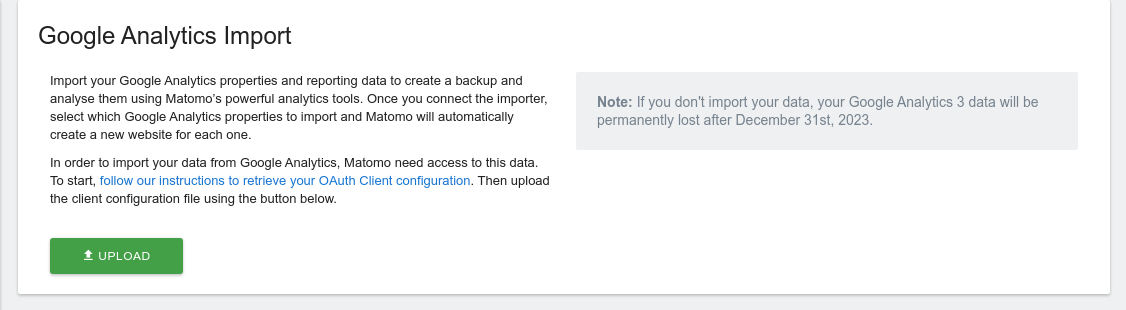 Google Analytics Import
Import your Google Analytics properties and reporting data to create a backup and
analyse them using Matomo's powerful analytics tools. Once you connect the importer,
select which Google Analytics properties to import and Matomo will automatically
create a new website for each one.
In order to import your data from Google Analytics, Matomo need access to this data.
To start, follow our instructions to retrieve your OAuth Client configuration. Then upload
the client configuration file using the button below.
UPLOAD
Note: If you don't import your data, your Google Analytics 3 data will be
permanently lost after December 31st, 2023.